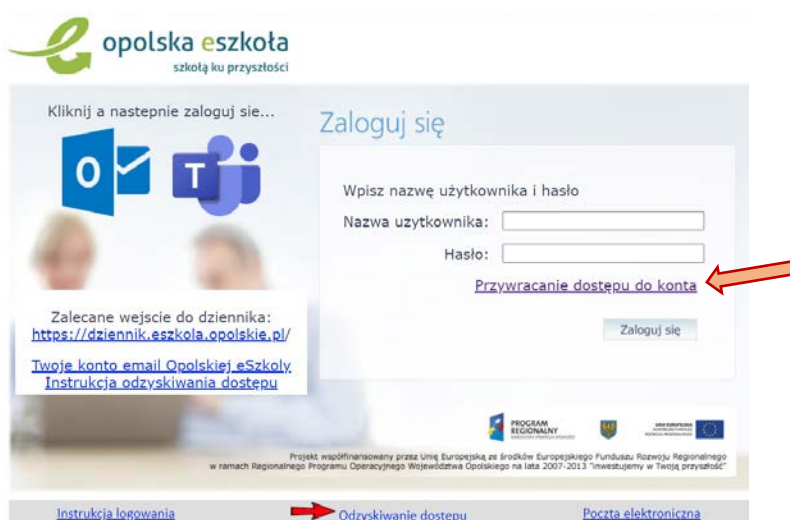 opolska eszkoła
szkołą ku przyszłości
Kliknij a nastepnie zaloguj sie...
Zaloguj się
Wpisz nazwę użytkownika i hasło
Nazwa uzytkownika:
Hasło:
Przywracanie dostępu do konta
Zaloguj się
Zalecane wejscie do dziennika:
https://dziennik.eszkola.opolskie.pl/
Twoje konto email Opolskiej eSzkoly
Instrukcja odzyskiwania dostępu
PROGRAM
REGIONALNY
Projekt współfinansowany przez Unię Europejską ze środków Europejskiego Funduszu Rozwoju Regionalnego
w ramach Regionalnego Programu Operacyjnego Województwa Opolskiego na lata 2007-2013 "inwestujemy w Twoją przyszłość"
Instrukcja logowania
Odzyskiwanie dostępu
Poczta elektroniczna